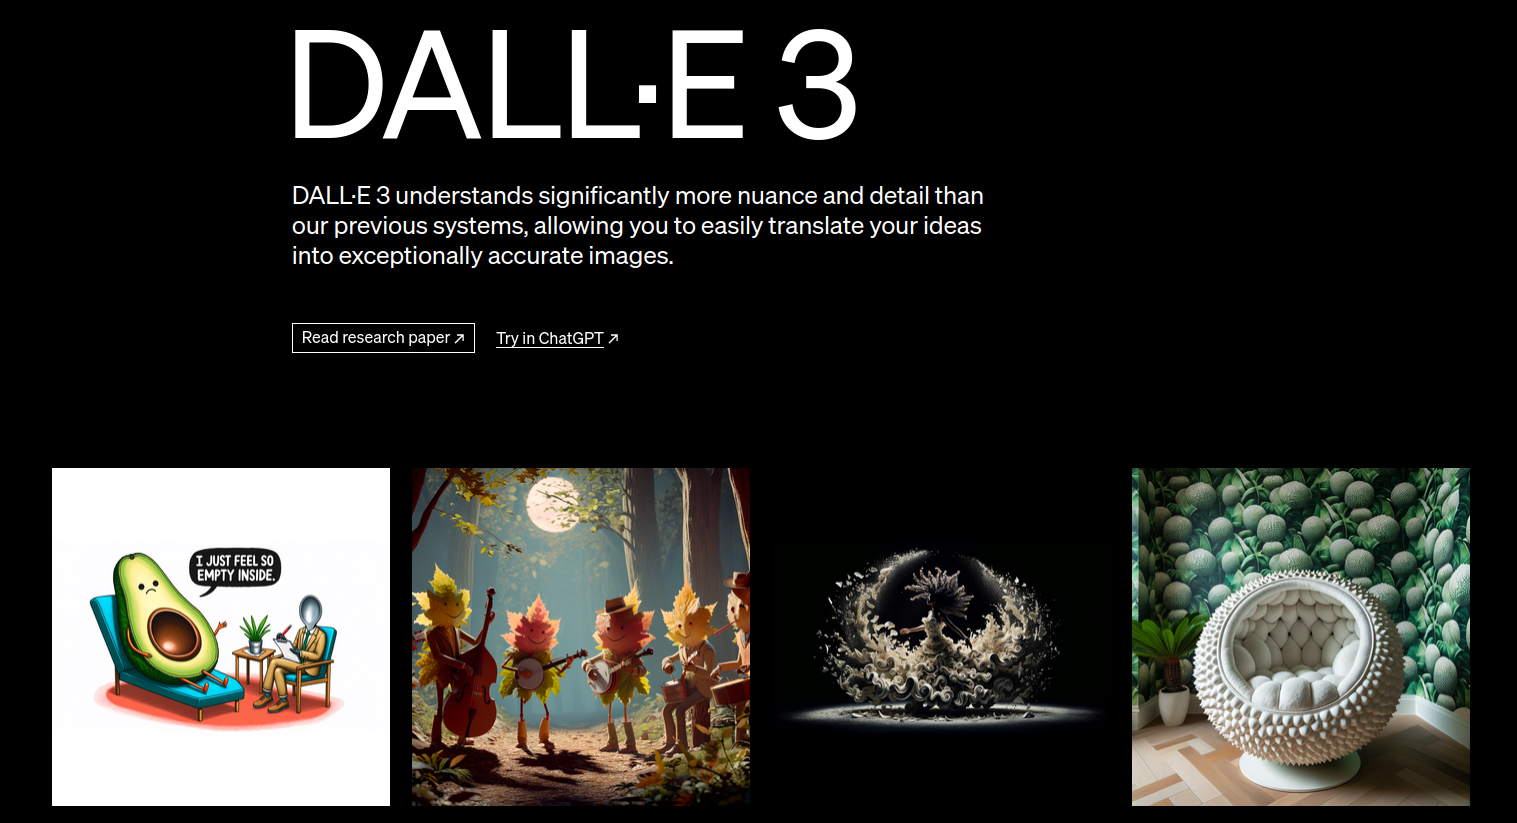 DALL·E 3
DALL·E 3 understands significantly more nuance and detail than
our previous systems, allowing you to easily translate your ideas
into exceptionally accurate images.
Read research paper ↗
Try in ChatGPT ↗
I JUST FEEL SO
EMPTY INSIDE.